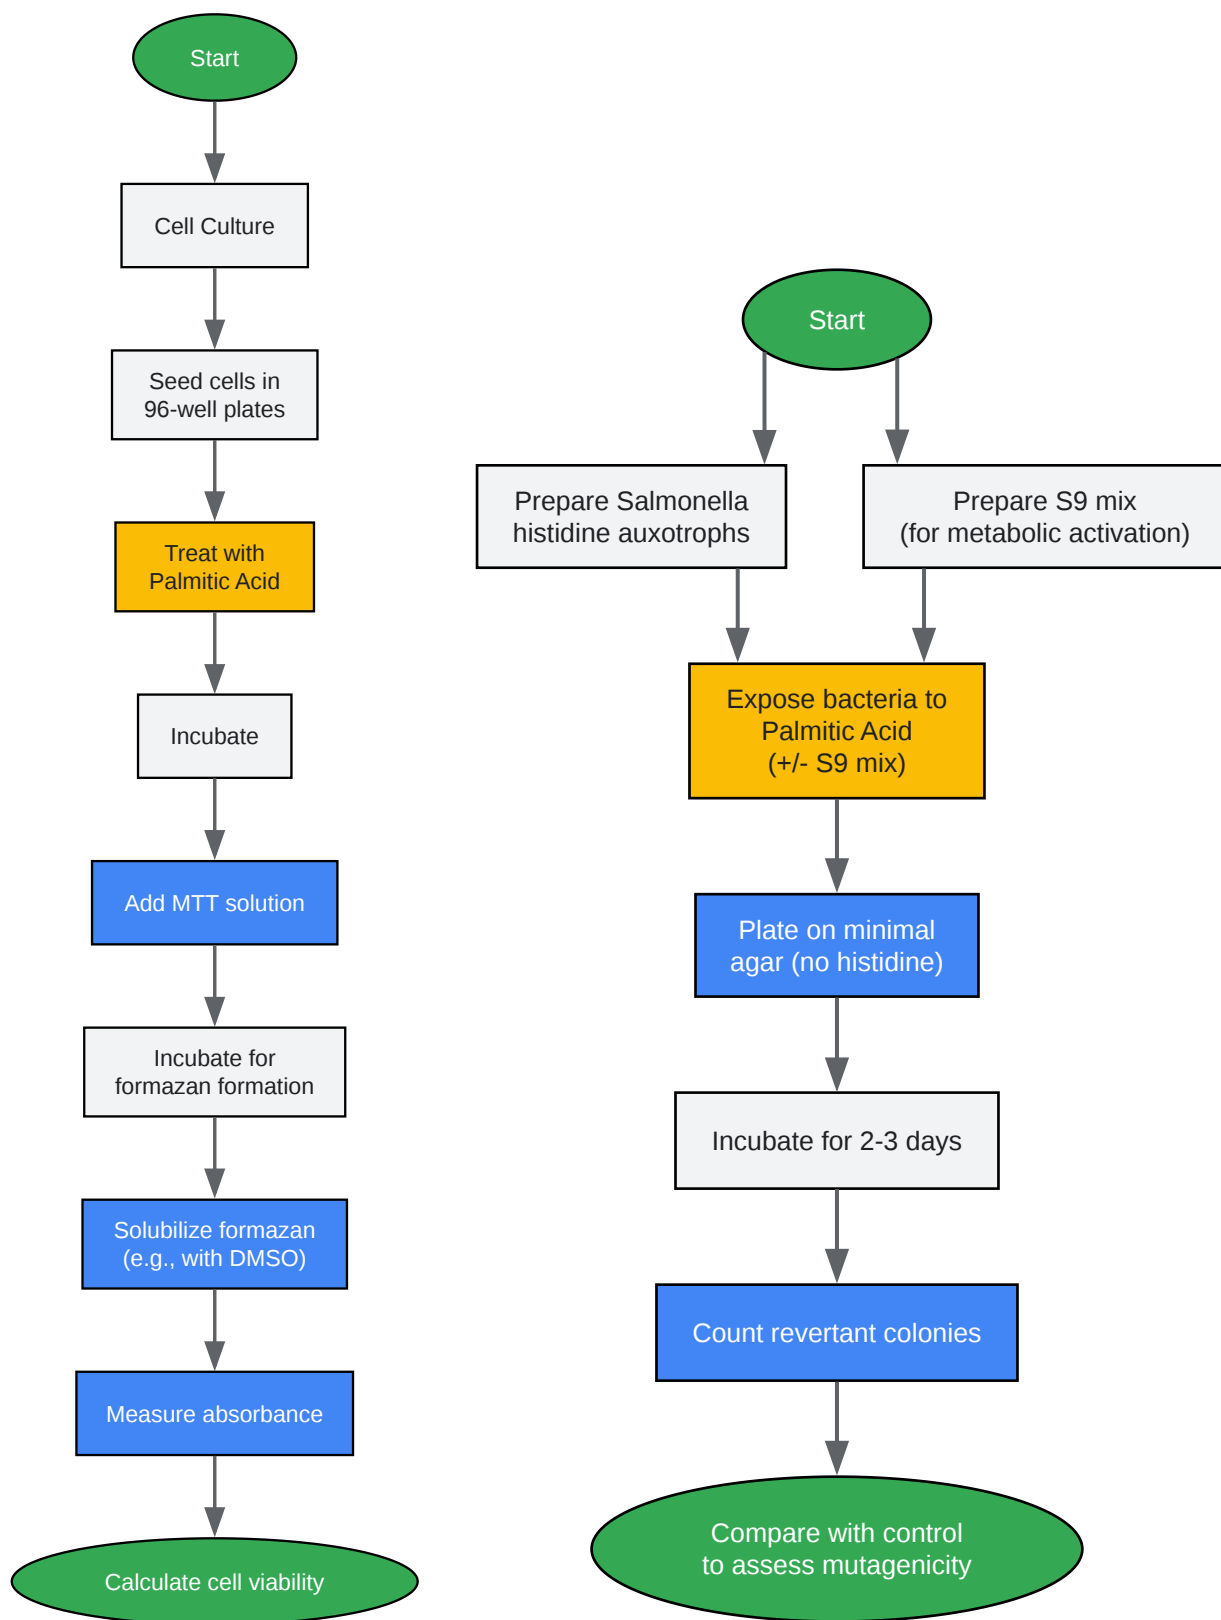 Start
Cell Culture
Seed cells in
96-well plates
Treat with
Palmitic Acid
Incubate
Add MTT solution
Incubate for
formazan formation
Solubilize formazan
(e.g., with DMSO)
Measure absorbance
Calculate cell viability
Start
Prepare Salmonella
histidine auxotrophs
Prepare S9 mix
(for metabolic activation)
Expose bacteria to
Palmitic Acid
(+/- S9 mix)
Plate on minimal
agar (no histidine)
Incubate for 2-3 days
Count revertant colonies
Compare with control
to assess mutagenicity